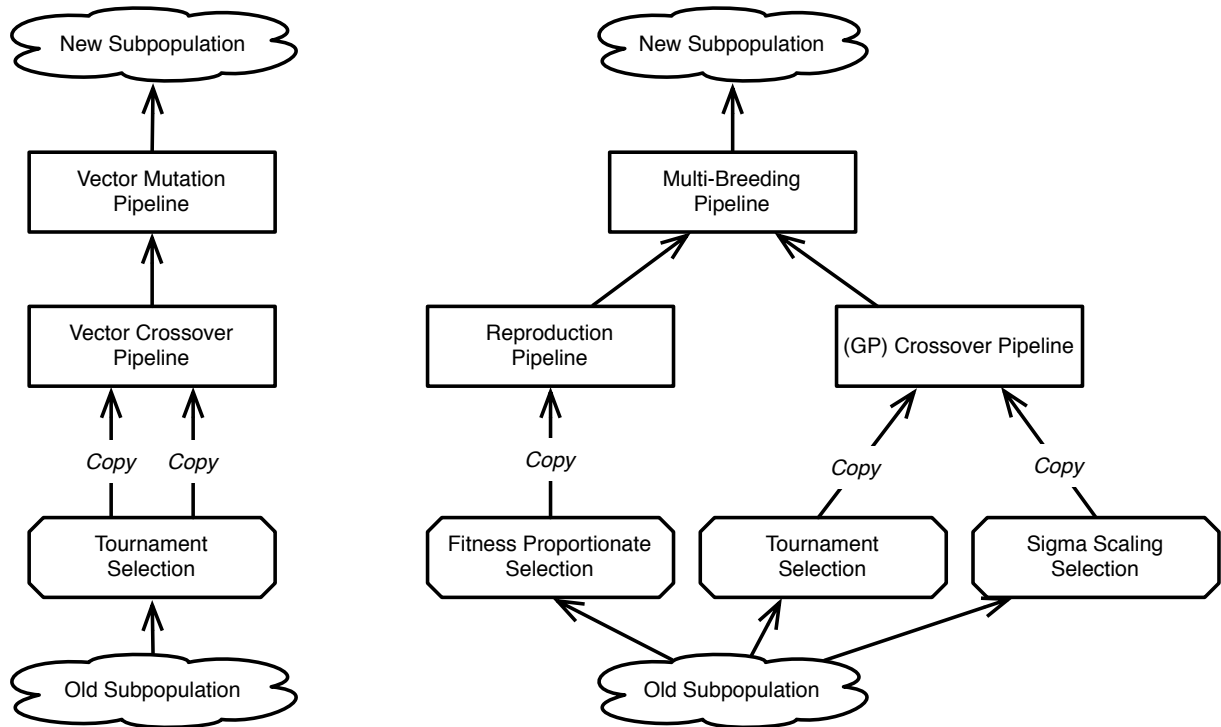 New Subpopulation
Vector Mutation
Pipeline
Vector Crossover
Pipeline
Copy
Copy
Tournament
Selection
Old Subpopulation
New Subpopulation
Multi-Breeding
Pipeline
Reproduction
Pipeline
(GP) Crossover Pipeline
Copy
Copy
Copy
Fitness Proportionate
Selection
Tournament
Selection
Sigma Scaling
Selection
Old Subpopulation